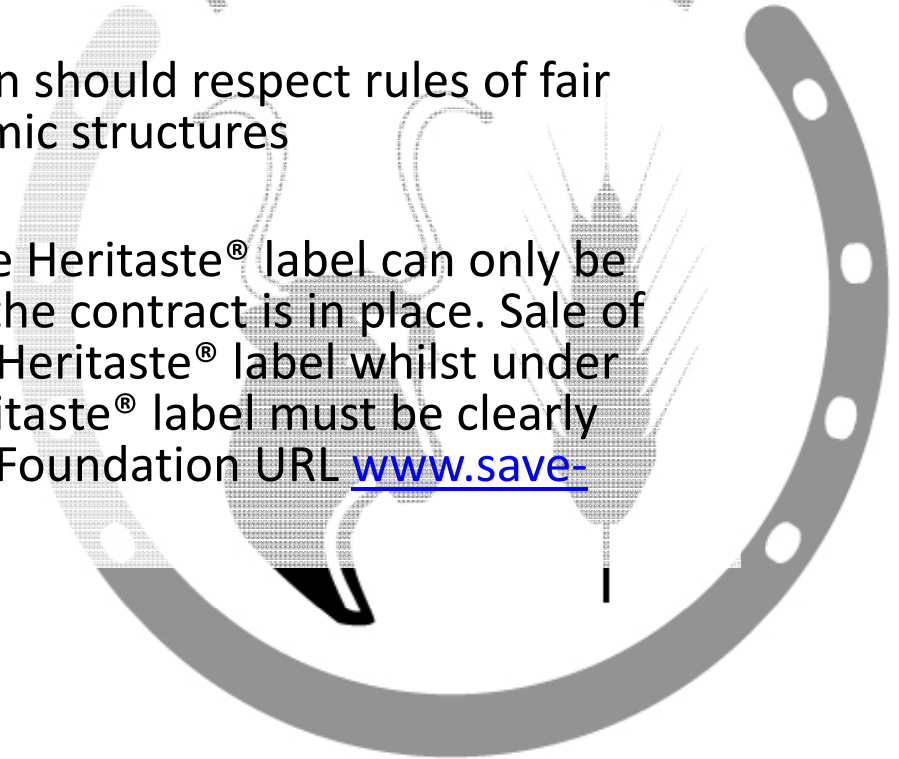 n should respect rules of fair
mic structures
e Heritaste® label can only be
the contract is in place. Sale of
Heritaste® label whilst under
itaste® label must be clearly
Foundation URL www.save-